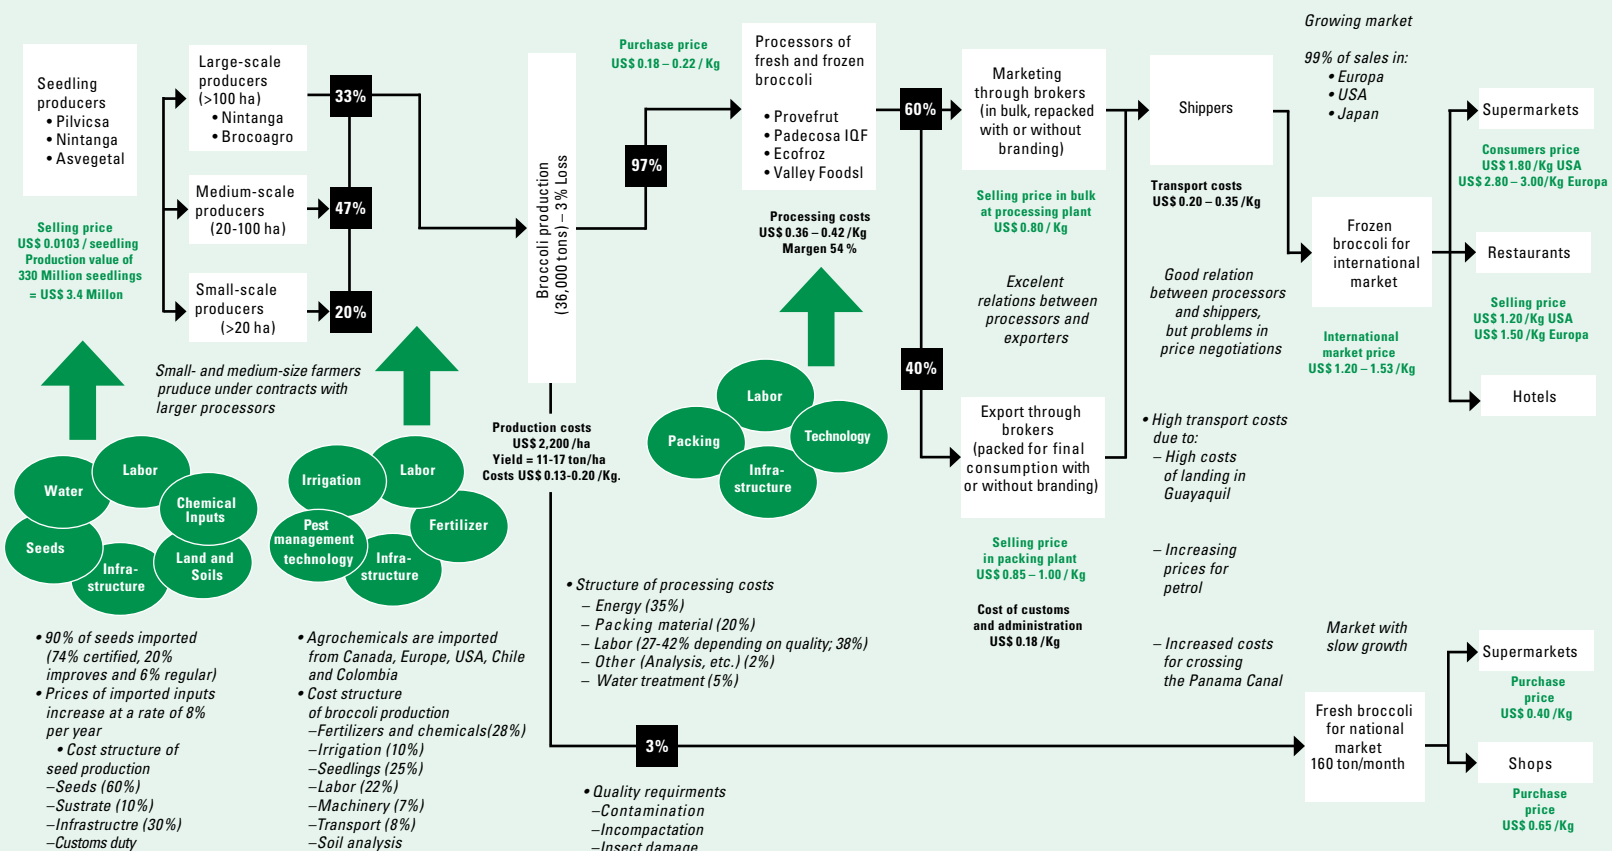 Seedling
producers
• Pilvicsa
• Nintanga
• Asvegetal
Selling price
US$ 0.0103 / seedling
Production value of
330 Million seedlings
= US$ 3.4 Millon
Large-scale
producers
(>100 ha)
• Nintanga
• Brocoagro
33%
Medium-scale
producers
(20-100 ha)
47%
Small-scale
producers
(>20 ha)
20%
Small- and medium-size farmers
pruduce under contracts with
larger processors
Water
Labor
Chemical
Inputs
Seeds
Infra-
structure
Land and
Soils
Irrigation
Labor
Fertilizer
Pest
management
technology
Infra-
structure
• 90% of seeds imported
(74% certified, 20%
improves and 6% regular)
• Prices of imported inputs
increase at a rate of 8%
per year
• Cost structure of
seed production
–Seeds (60%)
–Sustrate (10%)
–Infrastructre (30%)
–Customs duty
• Agrochemicals are imported
from Canada, Europe, USA, Chile
and Colombia
• Cost structure
of broccoli production
–Fertilizers and chemicals(28%)
–Irrigation (10%)
–Seedlings (25%)
–Labor (22%)
–Machinery (7%)
–Transport (8%)
–Soil analysis
Broccoli production
(36,000 tons) – 3% Loss
Production costs
US$ 2,200 /ha
Yield = 11-17 ton/ha
Costs US$ 0.13-0.20 /Kg.
97%
Purchase price
US$ 0.18 – 0.22 / Kg
Processors of
fresh and frozen
broccoli
• Provefrut
• Padecosa IQF
• Ecofroz
• Valley Foodsl
Processing costs
US$ 0.36 – 0.42 /Kg
Margen 54 %
Labor
Packing
Technology
Infra-
structure
• Structure of processing costs
– Energy (35%)
– Packing material (20%)
– Labor (27-42% depending on quality; 38%)
– Other (Analysis, etc.) (2%)
– Water treatment (5%)
3%
• Quality requirments
–Contamination
–Incompactation
–Insect damage
60%
40%
Marketing
through brokers
(in bulk, repacked
with or without
branding)
Selling price in bulk
at processing plant
US$ 0.80 / Kg
Excelent
relations between
processors and
exporters
Export through
brokers
(packed for final
consumption with
or without branding)
Selling price
in packing plant
US$ 0.85 – 1.00 / Kg
Cost of customs
and administration
US$ 0.18 /Kg
Shippers
Transport costs
US$ 0.20 – 0.35 /Kg
Good relation
between processors
and shippers,
but problems in
price negotiations
• High transport costs
due to:
– High costs
of landing in
Guayaquil
– Increasing
prices for
petrol
– Increased costs
for crossing
the Panama Canal
Growing market
99% of sales in:
• Europa
• USA
• Japan
Frozen
broccoli for
international
market
International
market price
US$ 1.20 – 1.53 /Kg
Supermarkets
Consumers price
US$ 1.80 /Kg USA
US$ 2.80 – 3.00/Kg Europa
Restaurants
Selling price
US$ 1.20 /Kg USA
US$ 1.50 /Kg Europa
Hotels
Market with
slow growth
Fresh broccoli
for national
market
160 ton/month
Supermarkets
Purchase
price
US$ 0.40 /Kg
Shops
Purchase
price
US$ 0.65 /Kg